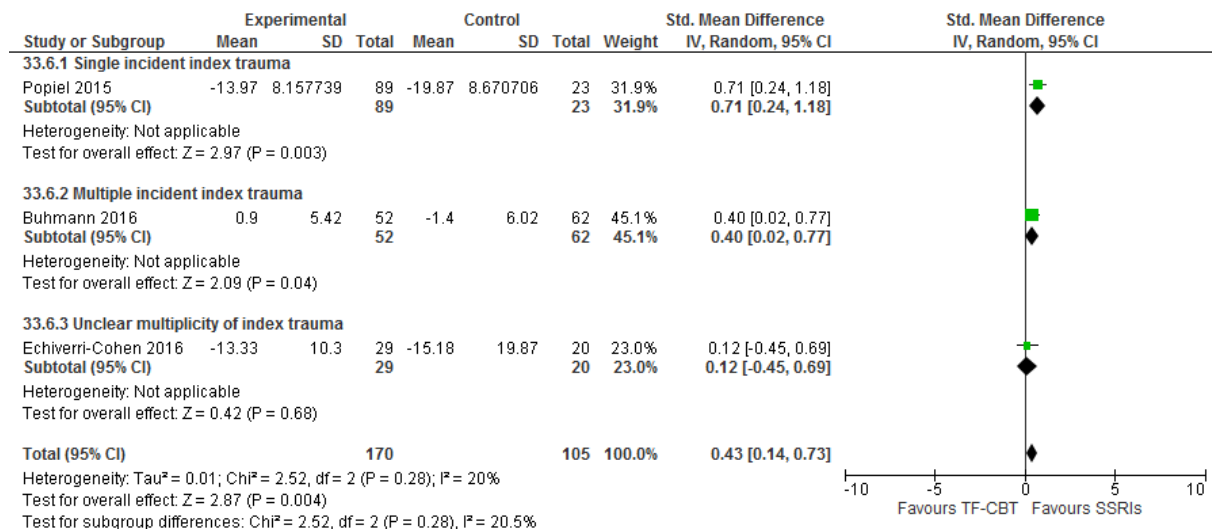 Experimental Control Std. Mean Difference Std. Mean Difference
Study or Subgroup Mean SD Total Mean SD Total Weight IV, Random, 95% CI IV, Random, 95% CI
33.6.1 Single incident index trauma
Popiel 2015 -13.97 8.157739 89 -19.87 8.670706 23 31.9% 0.71 [0.24, 1.18]
Subtotal (95% CI) 89 23 31.9% 0.71 [0.24, 1.18]
Heterogeneity: Not applicable
Test for overall effect: Z = 2.97 (P = 0.003)
33.6.2 Multiple incident index trauma
Buhmann 2016 0.9 5.42 52 -1.4 6.02 62 45.1% 0.40 [0.02, 0.77]
Subtotal (95% CI) 52 62 45.1% 0.40 [0.02, 0.77]
Heterogeneity: Not applicable
Test for overall effect: Z = 2.09 (P = 0.04)
33.6.3 Unclear multiplicity of index trauma
Echiverri-Cohen 2016 -13.33 10.3 29 -15.18 19.87 20 23.0% 0.12 [-0.45, 0.69]
Subtotal (95% CI) 29 20 23.0% 0.12 [-0.45, 0.69]
Heterogeneity: Not applicable
Test for overall effect: Z = 0.42 (P = 0.68)
Total (95% CI) 170 105 100.0% 0.43 [0.14, 0.73]
Heterogeneity: Tau² = 0.01; Chi² = 2.52, df = 2 (P = 0.28); I² = 20%
Test for overall effect: Z = 2.87 (P = 0.004)
Test for subgroup differences: Chi² = 2.52, df = 2 (P = 0.28), I² = 20.5%
-10 -5 0 5 10
Favours TF-CBT Favours SSRIs